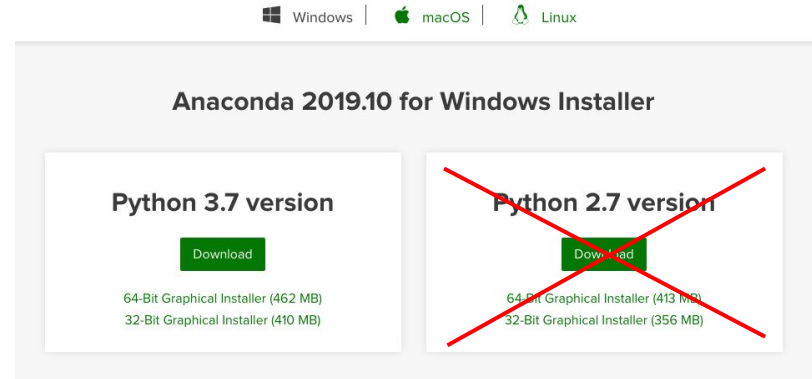 Windows macOS Linux
Anaconda 2019.10 for Windows Installer
Python 3.7 version
Download
64-Bit Graphical Installer (462 MB)
32-Bit Graphical Installer (410 MB)
Python 2.7 version
Download
64-Bit Graphical Installer (413 MB)
32-Bit Graphical Installer (356 MB)